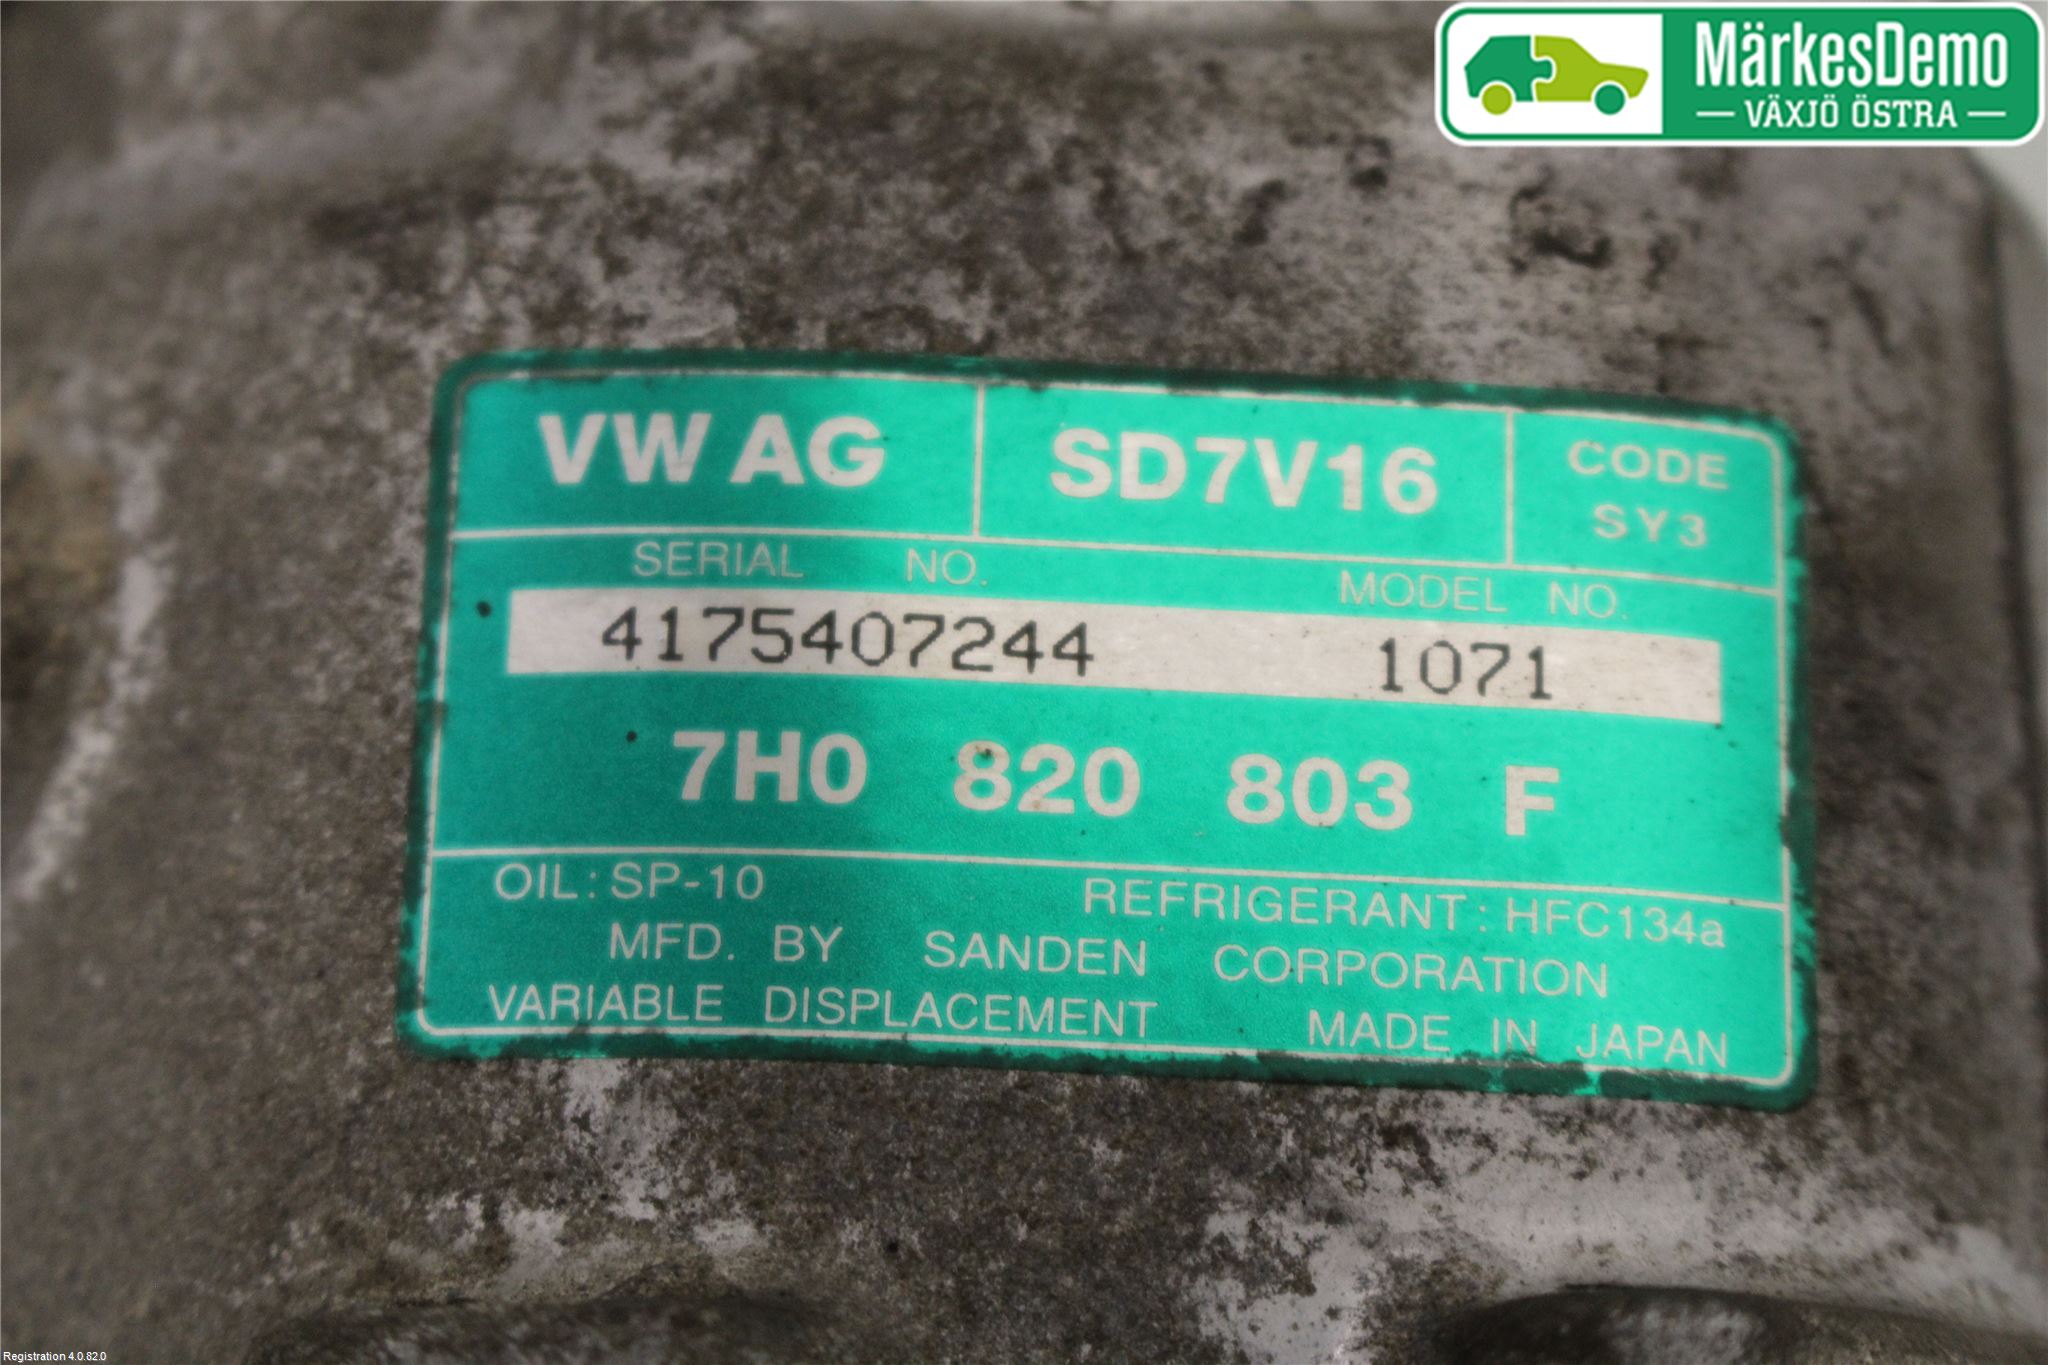 MärkesDemo
VÄXJÖ ÖSTRA
VW AG SD7V16 CODE
SY3
SERIAL NO. MODEL NO.
4175407244 1071
7H0 820 803 F
OIL: SP-10 REFRIGERANT: HFC134a
MFD. BY SANDEN CORPORATION
VARIABLE DISPLACEMENT MADE IN JAPAN
Registration 4.0.82.0